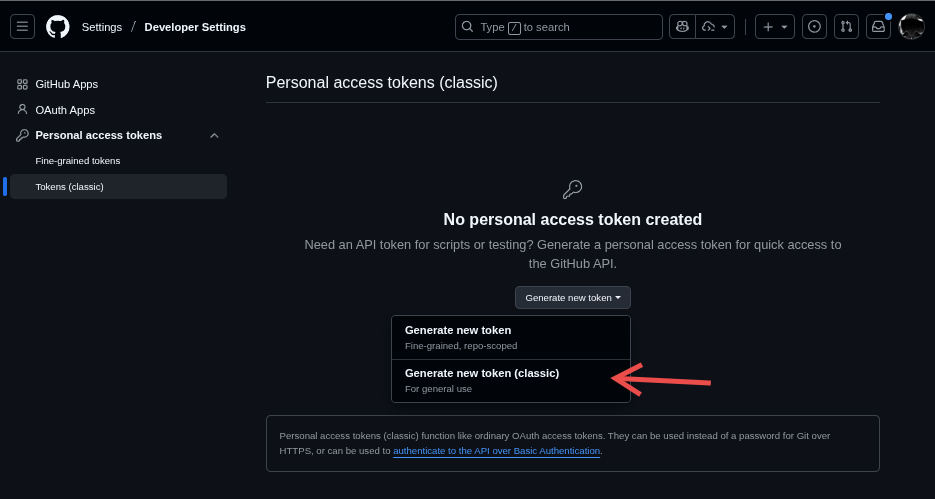 Settings / Developer Settings
Type / to search
GitHub Apps
OAuth Apps
Personal access tokens
Fine-grained tokens
Tokens (classic)
Personal access tokens (classic)
No personal access token created
Need an API token for scripts or testing? Generate a personal access token for quick access to
the GitHub API.
Generate new token
Generate new token
Fine-grained, repo-scoped
Generate new token (classic)
For general use
Personal access tokens (classic) function like ordinary OAuth access tokens. They can be used instead of a password for Git over
HTTPS, or can be used to authenticate to the API over Basic Authentication.